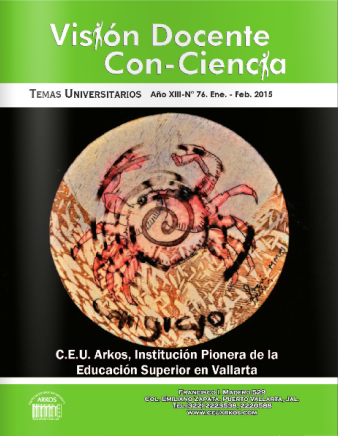 Visión Docente
Con-Ciencia
TEMAS UNIVERSITARIOS Año XIII-Nº 76. Ene. - Feb. 2015
cangrejo
C.E.U. Arkos, Institución Pionera de la
Educación Superior en Vallarta
ARKOS
FRANCISCO I. MADERO 529
COL. EMILIANO ZAPATA, PUERTO VALLARTA, JAL.
WWW.CEUARKOS.COM